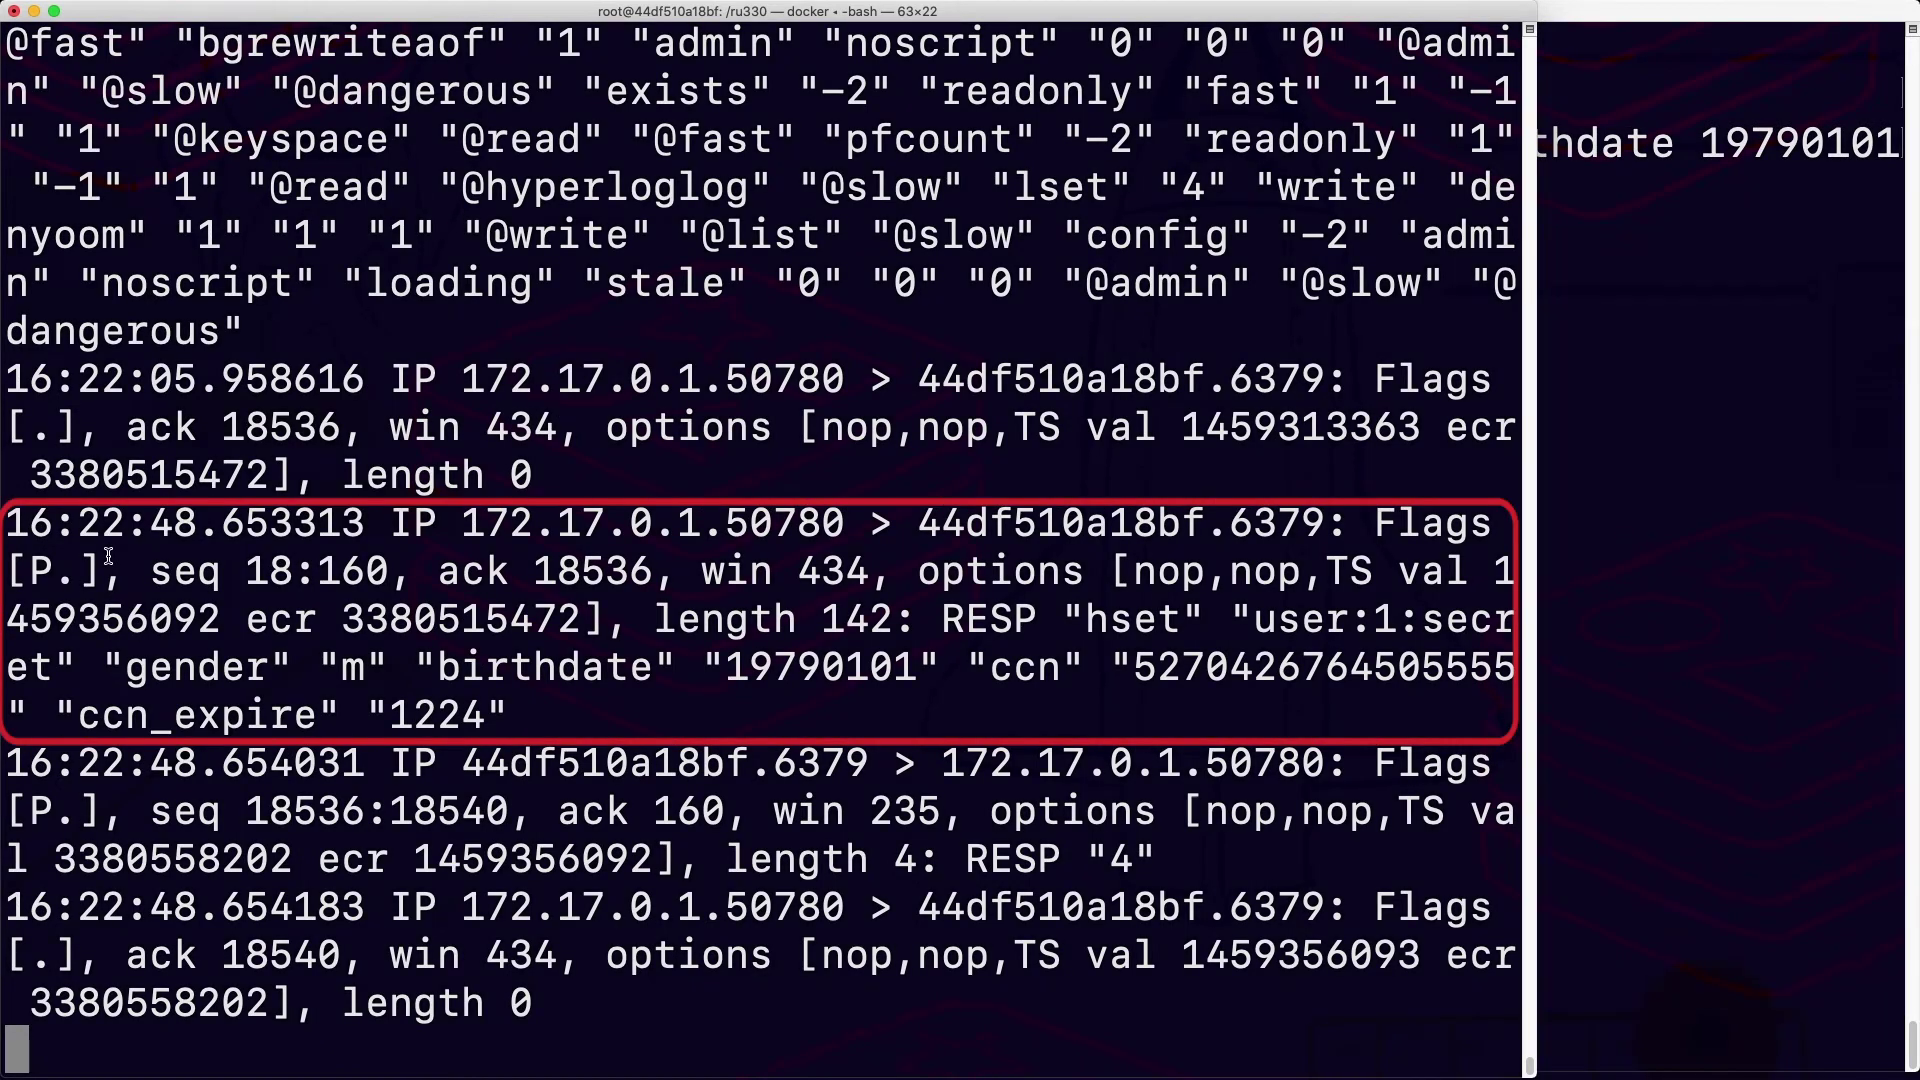 root@44df510a18bf: /ru330 — docker ◂ -bash — 63×22
@fast" "bgrewriteaof" "1" "admin" "noscript" "0" "0" "0" "@admi
n" "@slow" "@dangerous" "exists" "-2" "readonly" "fast" "1" "-1
" "1" "@keyspace" "@read" "@fast" "pfcount" "-2" "readonly" "1"
"-1" "1" "@read" "@hyperloglog" "@slow" "lset" "4" "write" "de
nyoom" "1" "1" "1" "@write" "@list" "@slow" "config" "-2" "admi
n" "noscript" "loading" "stale" "0" "0" "0" "@admin" "@slow" "@
dangerous"
16:22:05.958616 IP 172.17.0.1.50780 > 44df510a18bf.6379: Flags
[.], ack 18536, win 434, options [nop,nop,TS val 1459313363 ecr
3380515472], length 0
16:22:48.653313 IP 172.17.0.1.50780 > 44df510a18bf.6379: Flags
[P.], seq 18:160, ack 18536, win 434, options [nop,nop,TS val 1
459356092 ecr 3380515472], length 142: RESP "hset" "user:1:secr
et" "gender" "m" "birthdate" "19790101" "ccn" "5270426764505555
" "ccn_expire" "1224"
16:22:48.654031 IP 44df510a18bf.6379 > 172.17.0.1.50780: Flags
[P.], seq 18536:18540, ack 160, win 235, options [nop,nop,TS va
l 3380558202 ecr 1459356092], length 4: RESP "4"
16:22:48.654183 IP 172.17.0.1.50780 > 44df510a18bf.6379: Flags
[.], ack 18540, win 434, options [nop,nop,TS val 1459356093 ecr
3380558202], length 0
thdate 19790101